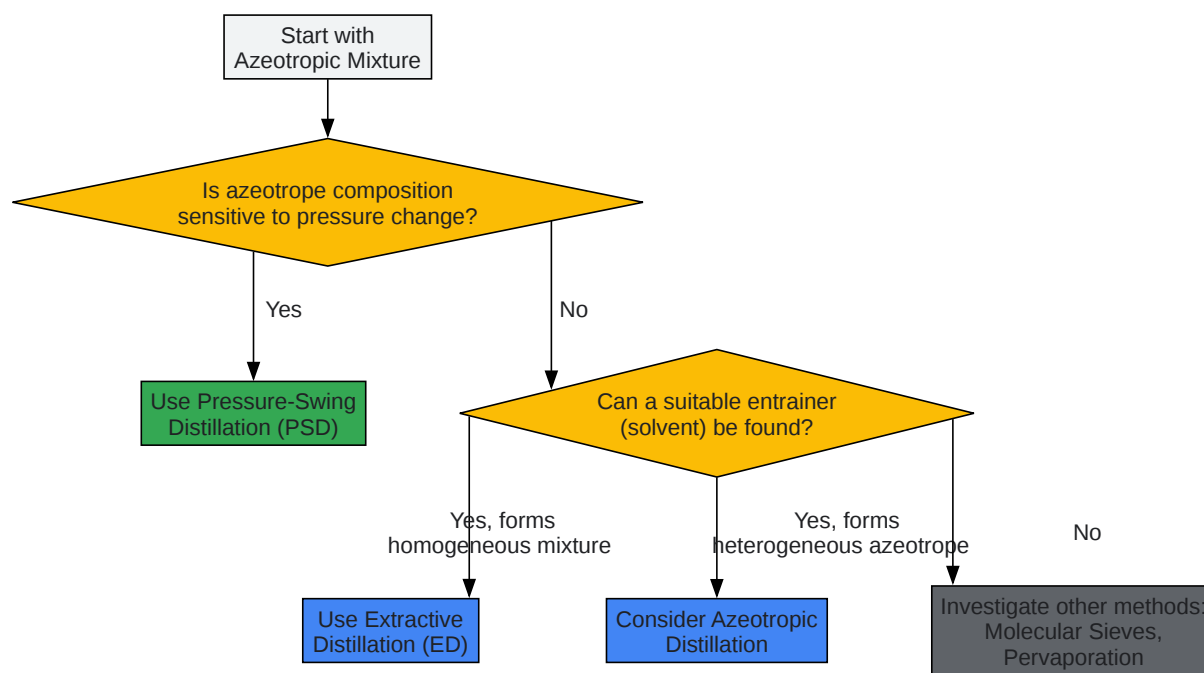 Start with
Azeotropic Mixture
Is azeotrope composition
sensitive to pressure change?
Yes
No
Use Pressure-Swing
Distillation (PSD)
Can a suitable entrainer
(solvent) be found?
Yes, forms
homogeneous mixture
Yes, forms
heterogeneous azeotrope
No
Use Extractive
Distillation (ED)
Consider Azeotropic
Distillation
Investigate other methods:
Molecular Sieves,
Pervaporation